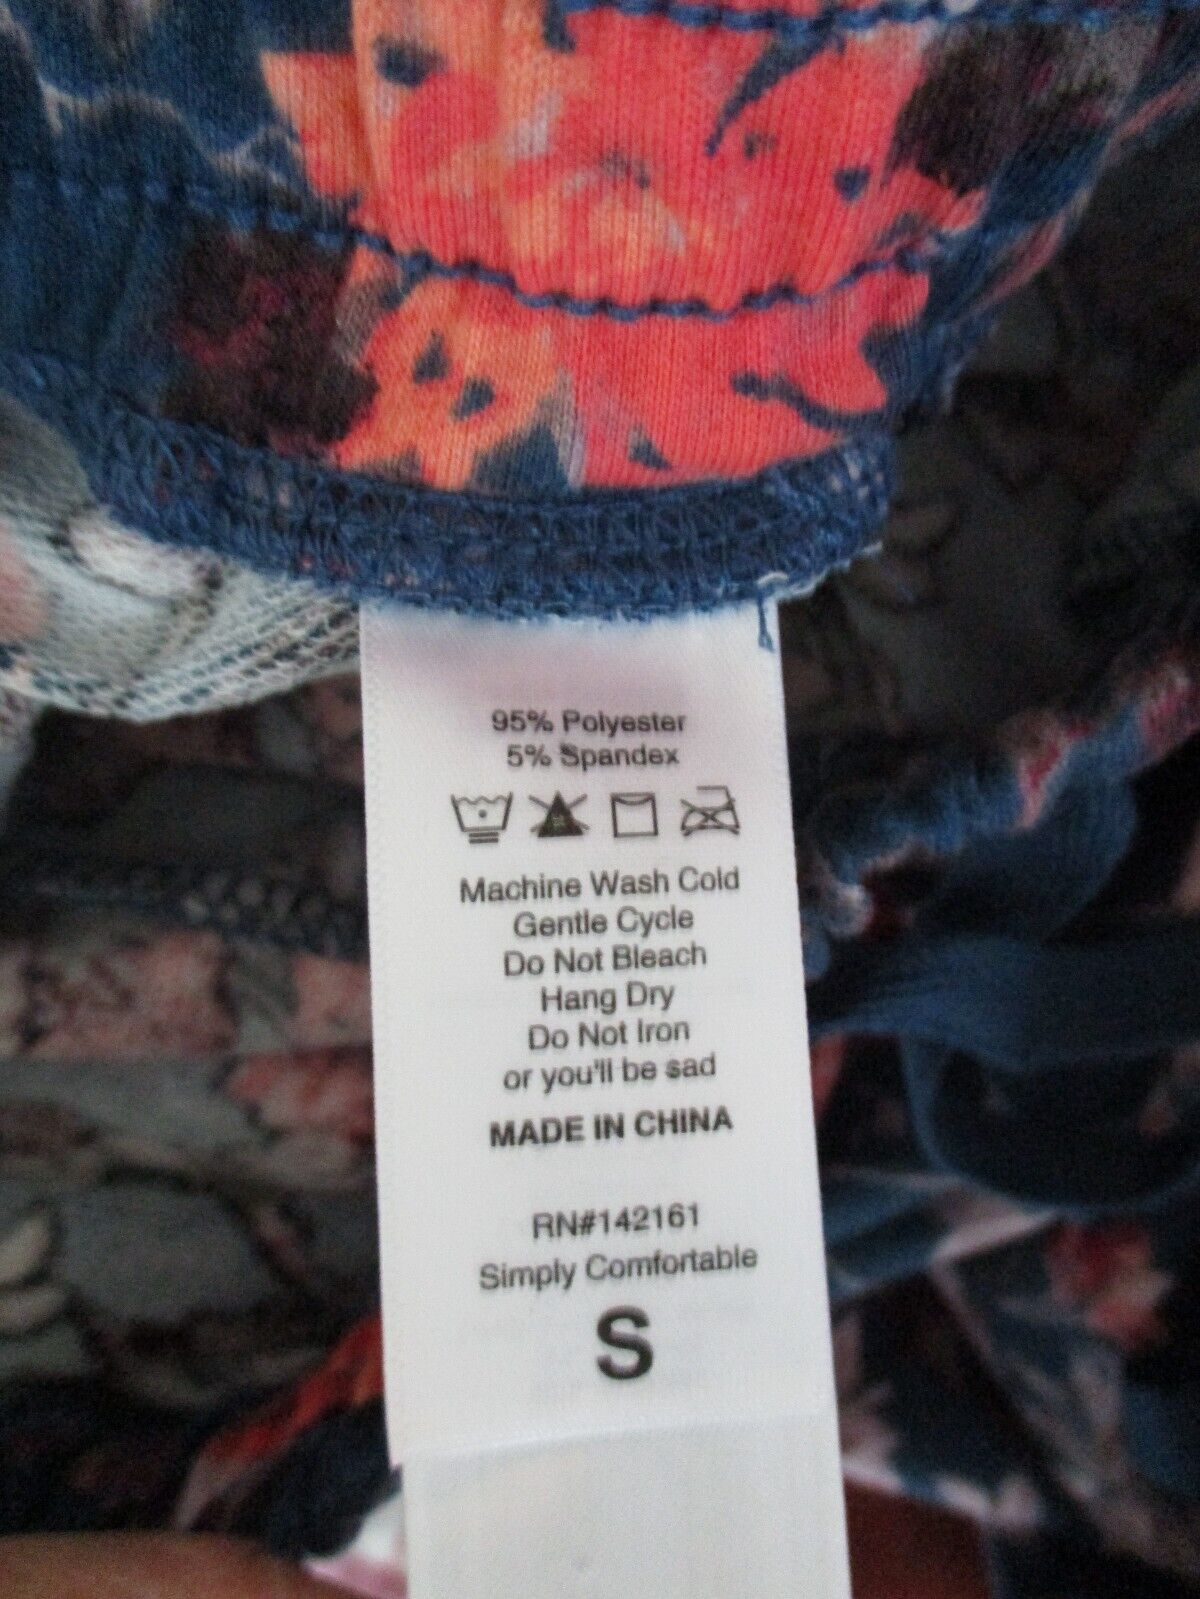 95% Polyester
5% Spandex
Machine Wash Cold
Gentle Cycle
Do Not Bleach
Hang Dry
Do Not Iron
or you'll be sad
MADE IN CHINA
RN#142161
Simply Comfortable
S